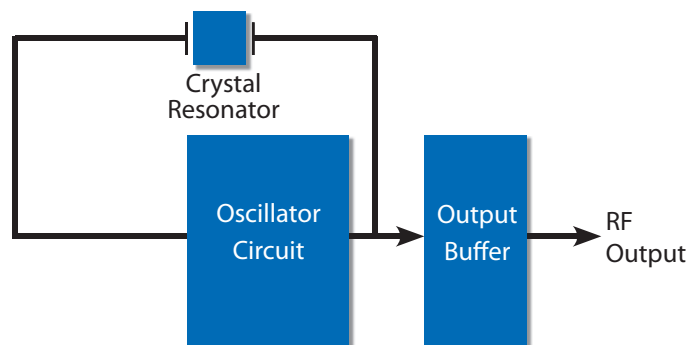 Crystal
Resonator
Oscillator
Circuit
Output
Buffer
RF
Output